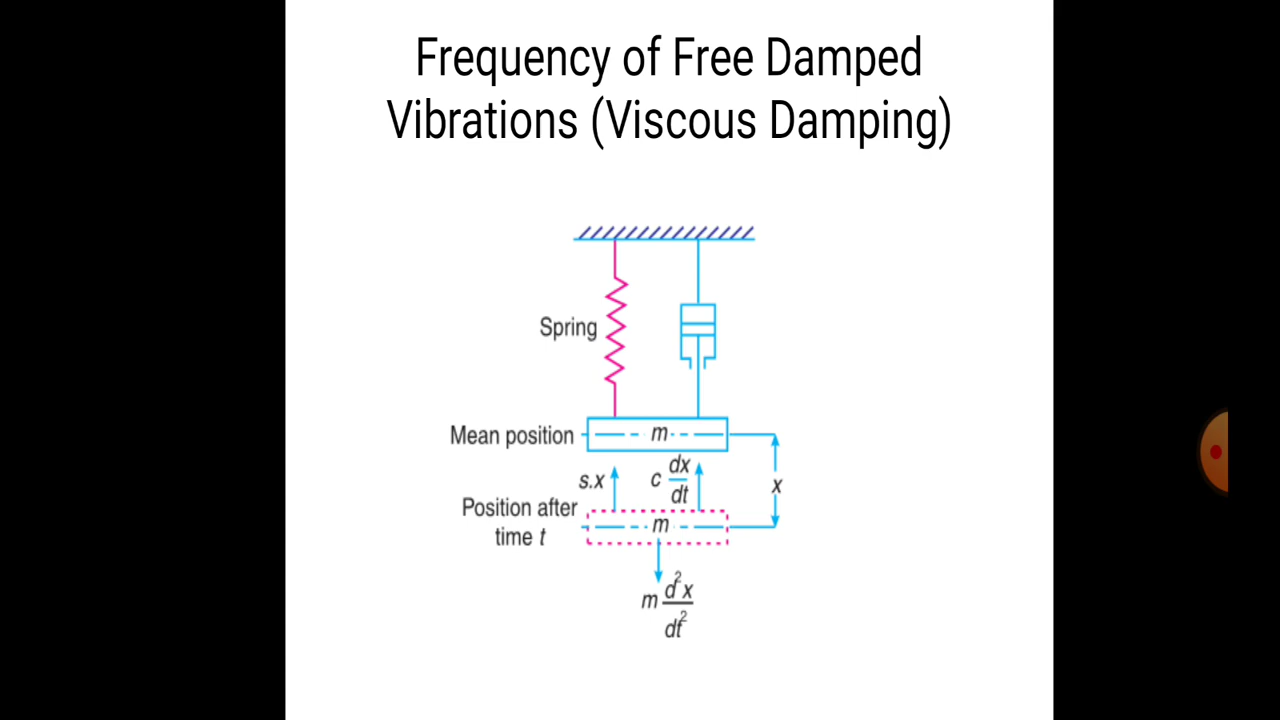 Frequency of Free Damped
Vibrations (Viscous Damping)
Spring
Mean position
m
s.x
c dx/dt
x
Position after
time t
m
m d²x/dt²